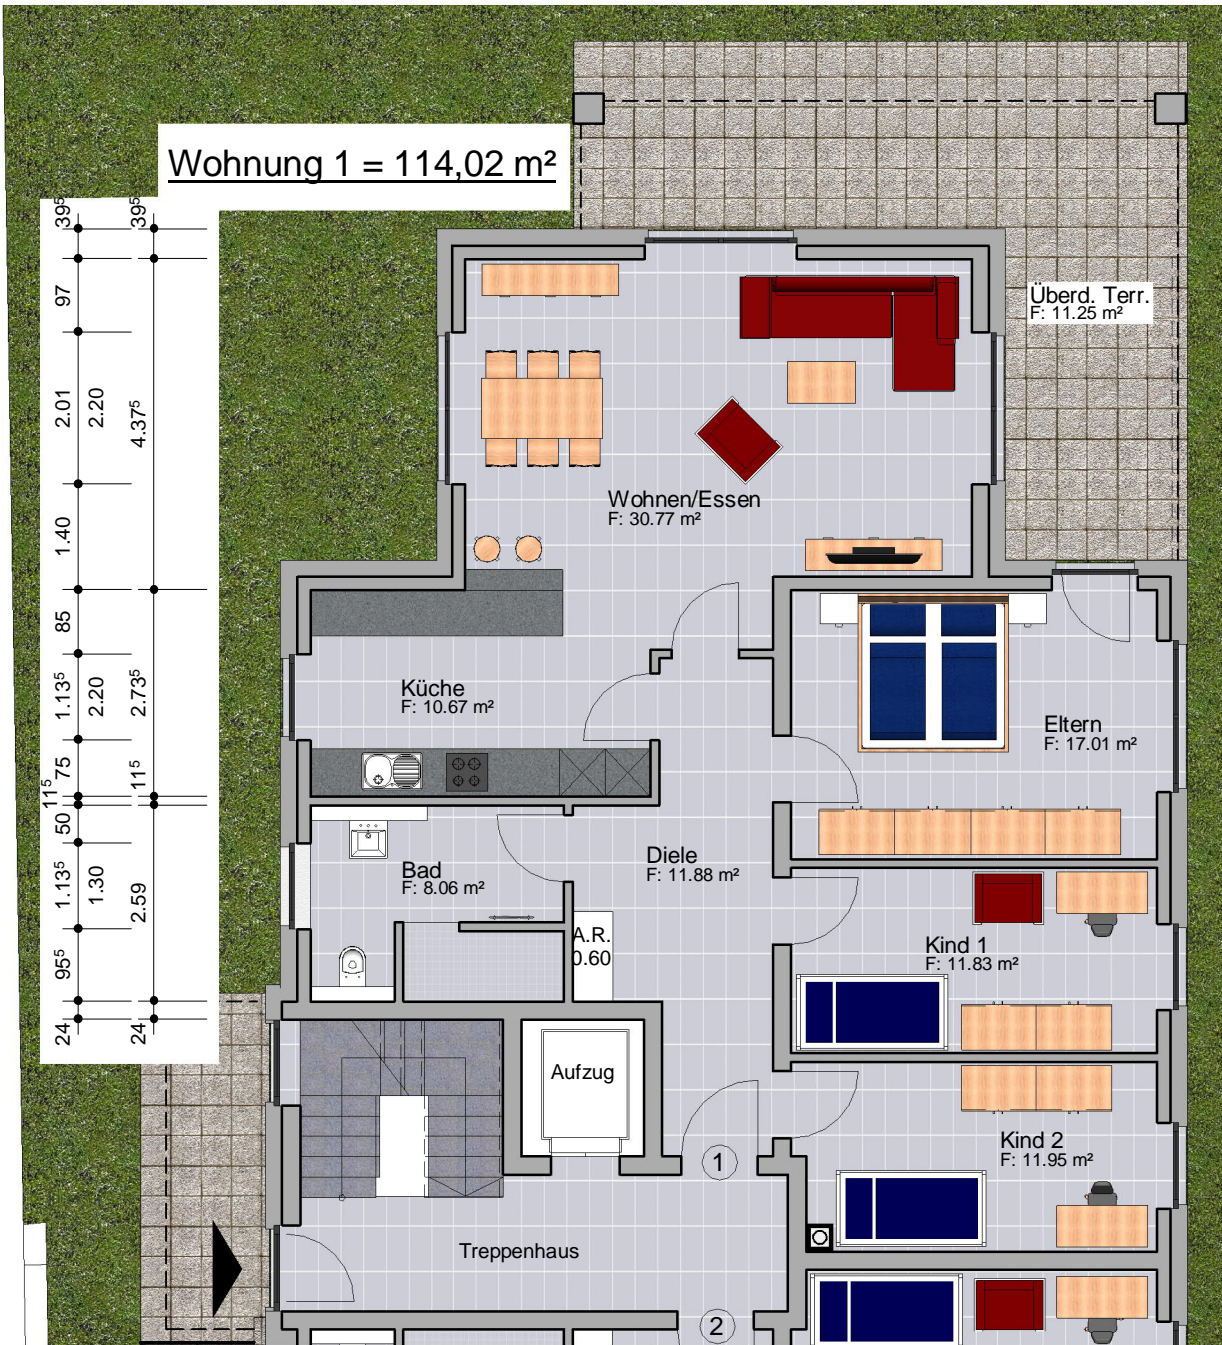 Wohnung 1 = 114,02 m²
39⁵
39⁵
97
2.01
2.20
4.37⁵
1.40
85
1.13⁵
2.20
2.73⁵
75
11⁵
11⁵
50
1.13⁵
1.30
2.59
95⁵
24
24
Überd. Terr.
F: 11.25 m²
Wohnen/Essen
F: 30.77 m²
Küche
F: 10.67 m²
Eltern
F: 17.01 m²
Bad
F: 8.06 m²
Diele
F: 11.88 m²
A.R.
0.60
Kind 1
F: 11.83 m²
Aufzug
Kind 2
F: 11.95 m²
1
Treppenhaus
2